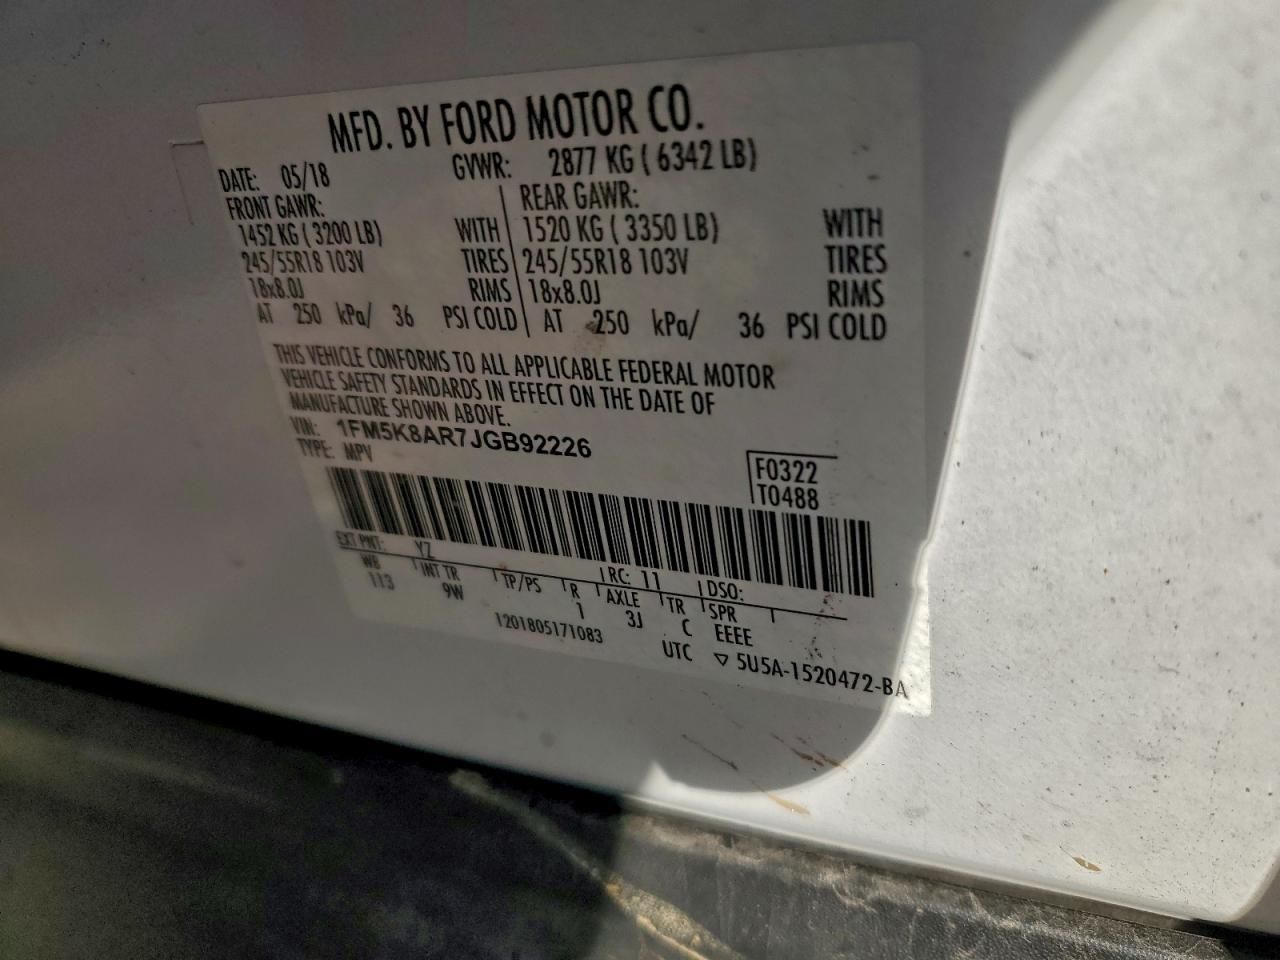 MFD. BY FORD MOTOR CO.
DATE: 05/18 GVWR: 2877 KG ( 6342 LB)
FRONT GAWR: REAR GAWR:
1452 KG ( 3200 LB) WITH 1520 KG ( 3350 LB) WITH
245/55R18 103V TIRES 245/55R18 103V TIRES
18x8.0J RIMS 18x8.0J RIMS
AT 250 kPa/ 36 PSI COLD AT 250 kPa/ 36 PSI COLD
THIS VEHICLE CONFORMS TO ALL APPLICABLE FEDERAL MOTOR
VEHICLE SAFETY STANDARDS IN EFFECT ON THE DATE OF
MANUFACTURE SHOWN ABOVE.
VIN: 1FM5K8AR7JGB92226
TYPE: MPV
F0322
T0488
EXT PNT: YZ RC: 11 DSO:
WB INT TR TP/PS R AXLE TR SPR
113 9W 1 3J C EEEE
1201805171083 UTC ▽ 5U5A-1520472-BA